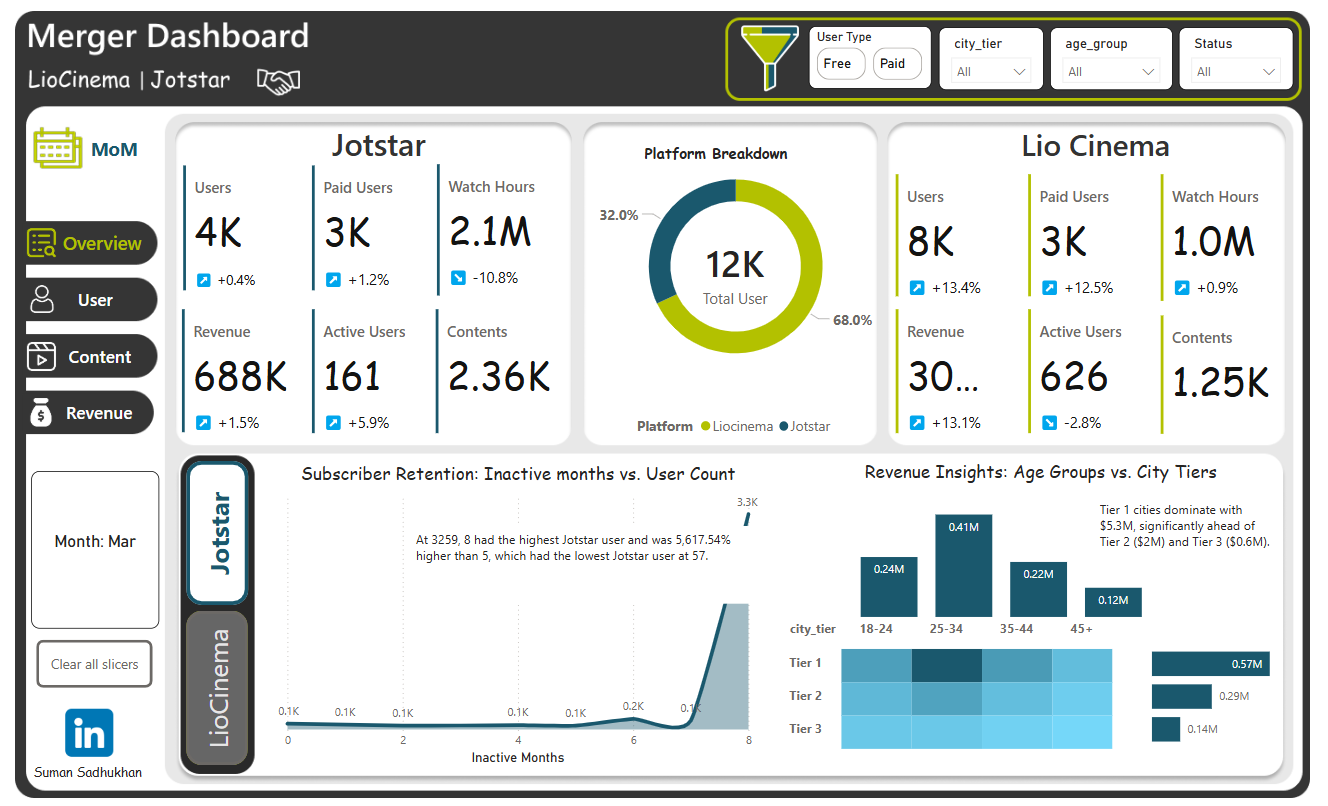 Merger Dashboard
LioCinema | Jotstar
User Type
Free
Paid
city_tier
All
age_group
All
Status
All
MoM
Overview
User
Content
Revenue
Month: Mar
Clear all slicers
in
Suman Sadhukhan
Jotstar
Users
4K
+0.4%
Paid Users
3K
+1.2%
Watch Hours
2.1M
-10.8%
Revenue
688K
+1.5%
Active Users
161
+5.9%
Contents
2.36K
Platform Breakdown
32.0%
12K
Total User
68.0%
Platform Liocinema Jotstar
Lio Cinema
Users
8K
+13.4%
Paid Users
3K
+12.5%
Watch Hours
1.0M
+0.9%
Revenue
30...
+13.1%
Active Users
626
-2.8%
Contents
1.25K
Jotstar
LioCinema
Subscriber Retention: Inactive months vs. User Count
3.3K
At 3259, 8 had the highest Jotstar user and was 5,617.54%
higher than 5, which had the lowest Jotstar user at 57.
0.1K 0.1K 0.1K 0.1K 0.1K 0.2K 0.1K
0 2 4 6 8
Inactive Months
Revenue Insights: Age Groups vs. City Tiers
Tier 1 cities dominate with
$5.3M, significantly ahead of
Tier 2 ($2M) and Tier 3 ($0.6M).
0.24M 0.41M 0.22M 0.12M
city_tier 18-24 25-34 35-44 45+
Tier 1 0.57M
Tier 2 0.29M
Tier 3 0.14M